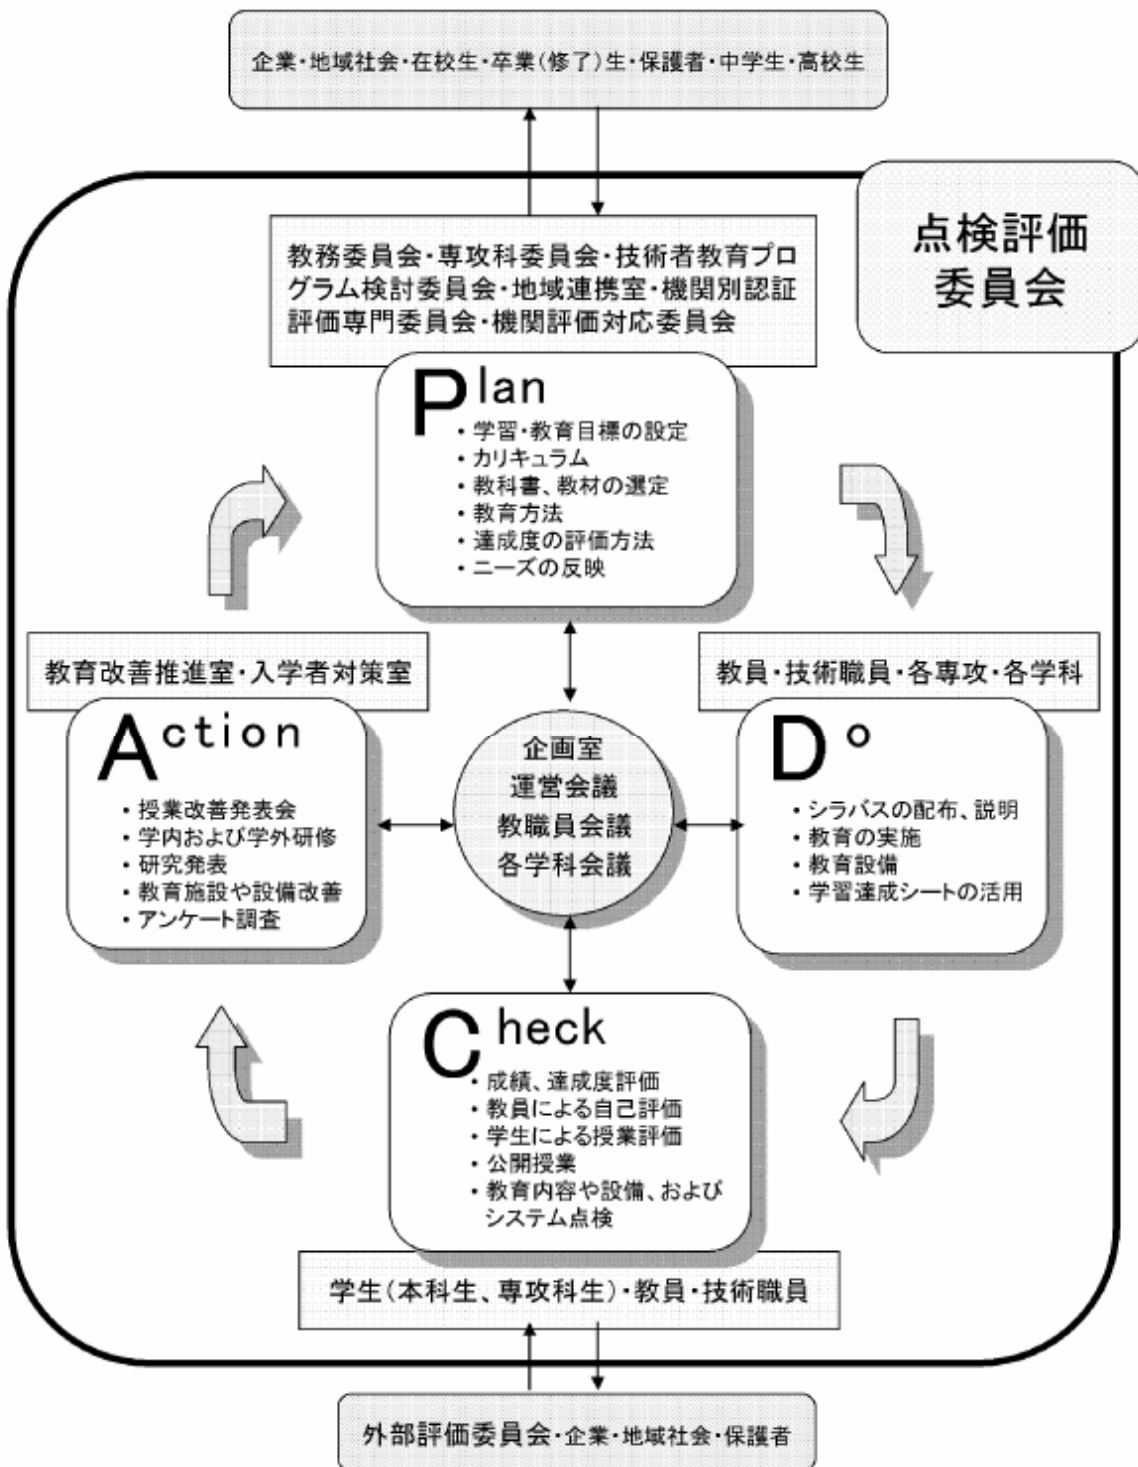 企業・地域社会・在校生・卒業(修了)生・保護者・中学生・高校生
点検評価
委員会
教務委員会・専攻科委員会・技術者教育プロ
グラム検討委員会・地域連携室・機関別認証
評価専門委員会・機関評価対応委員会
Plan
・学習・教育目標の設定
・カリキュラム
・教科書、教材の選定
・教育方法
・達成度の評価方法
・ニーズの反映
教育改善推進室・入学者対策室
Action
・授業改善発表会
・学内および学外研修
・研究発表
・教育施設や設備改善
・アンケート調査
企画室
運営会議
教職員会議
各学科会議
教員・技術職員・各専攻・各学科
Do
・シラバスの配布、説明
・教育の実施
・教育設備
・学習達成シートの活用
Check
・成績、達成度評価
・教員による自己評価
・学生による授業評価
・公開授業
・教育内容や設備、および
システム点検
学生(本科生、専攻科生)・教員・技術職員
外部評価委員会・企業・地域社会・保護者